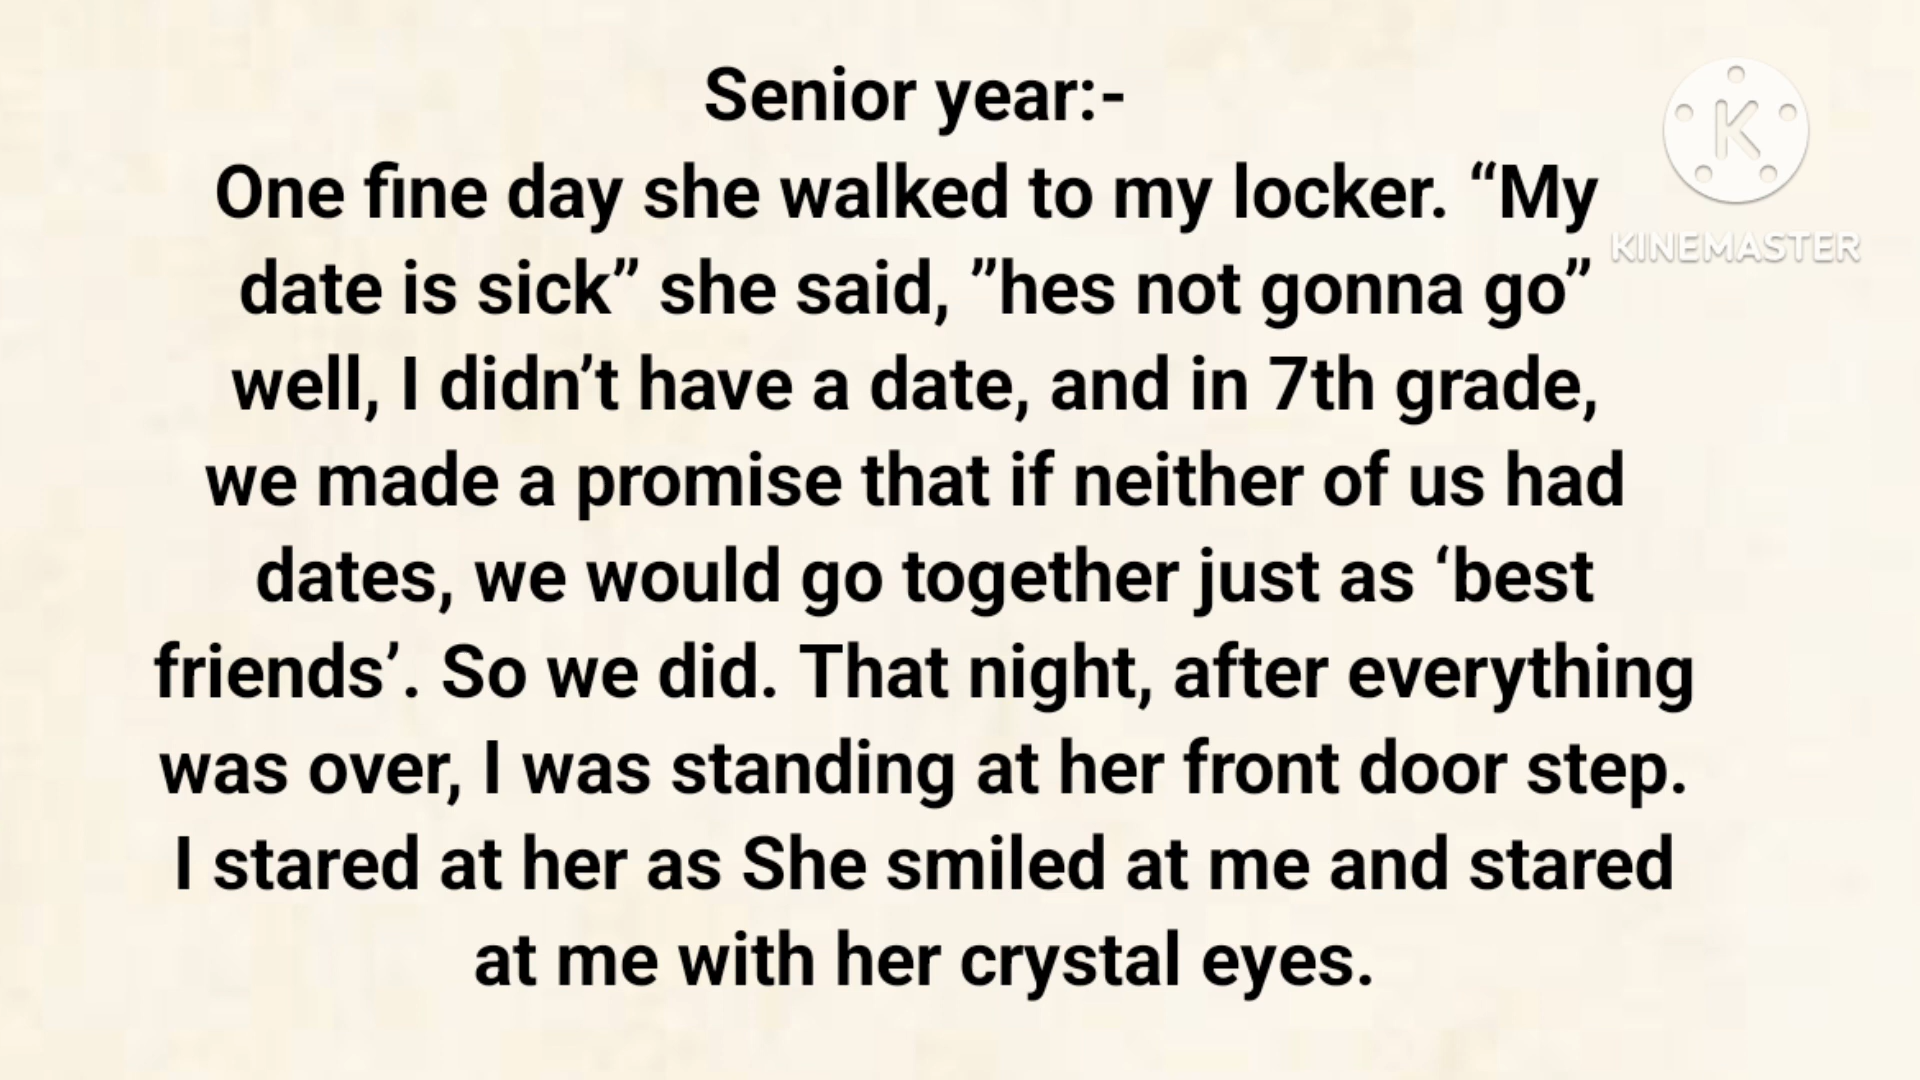 Senior year:-
One fine day she walked to my locker. “My
date is sick” she said, ”hes not gonna go”
well, I didn’t have a date, and in 7th grade,
we made a promise that if neither of us had
dates, we would go together just as ‘best
friends’. So we did. That night, after everything
was over, I was standing at her front door step.
I stared at her as She smiled at me and stared
at me with her crystal eyes.
K
KINEMASTER